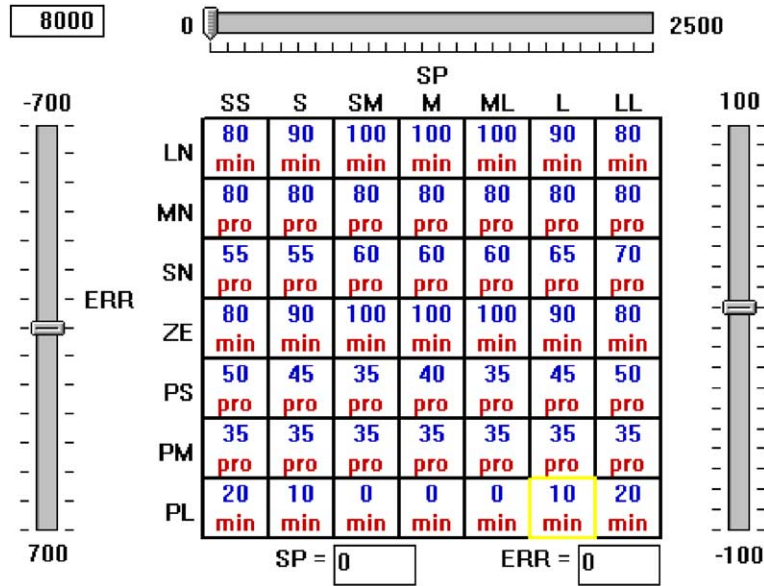 8000
0 2500
SP
-700 100
SS S SM M ML L LL
LN 80 90 100 100 100 90 80
min min min min min min min
MN 80 80 80 80 80 80 80
pro pro pro pro pro pro pro
SN 55 55 60 60 60 65 70
pro pro pro pro pro pro pro
ERR
ZE 80 90 100 100 100 90 80
min min min min min min min
PS 50 45 35 40 35 45 50
pro pro pro pro pro pro pro
PM 35 35 35 35 35 35 35
pro pro pro pro pro pro pro
PL 20 10 0 0 0 10 20
min min min min min min min
700 SP = 0 ERR = 0 -100